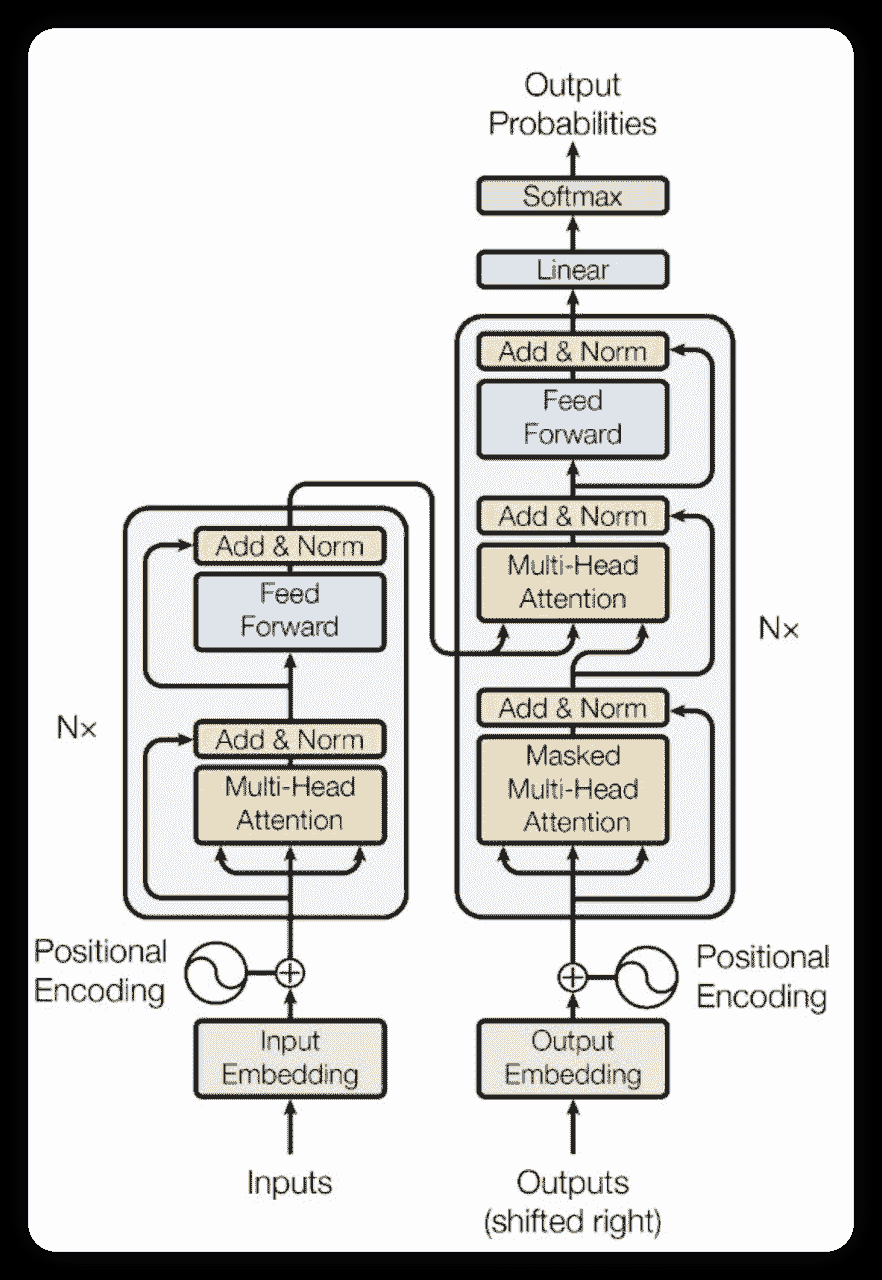 Output
Probabilities
Softmax
Linear
Add & Norm
Feed
Forward
Add & Norm
Multi-Head
Attention
Add & Norm
Masked
Multi-Head
Attention
N×
Add & Norm
Feed
Forward
Add & Norm
Multi-Head
Attention
N×
Positional
Encoding
Positional
Encoding
Input
Embedding
Output
Embedding
Inputs
Outputs
(shifted right)